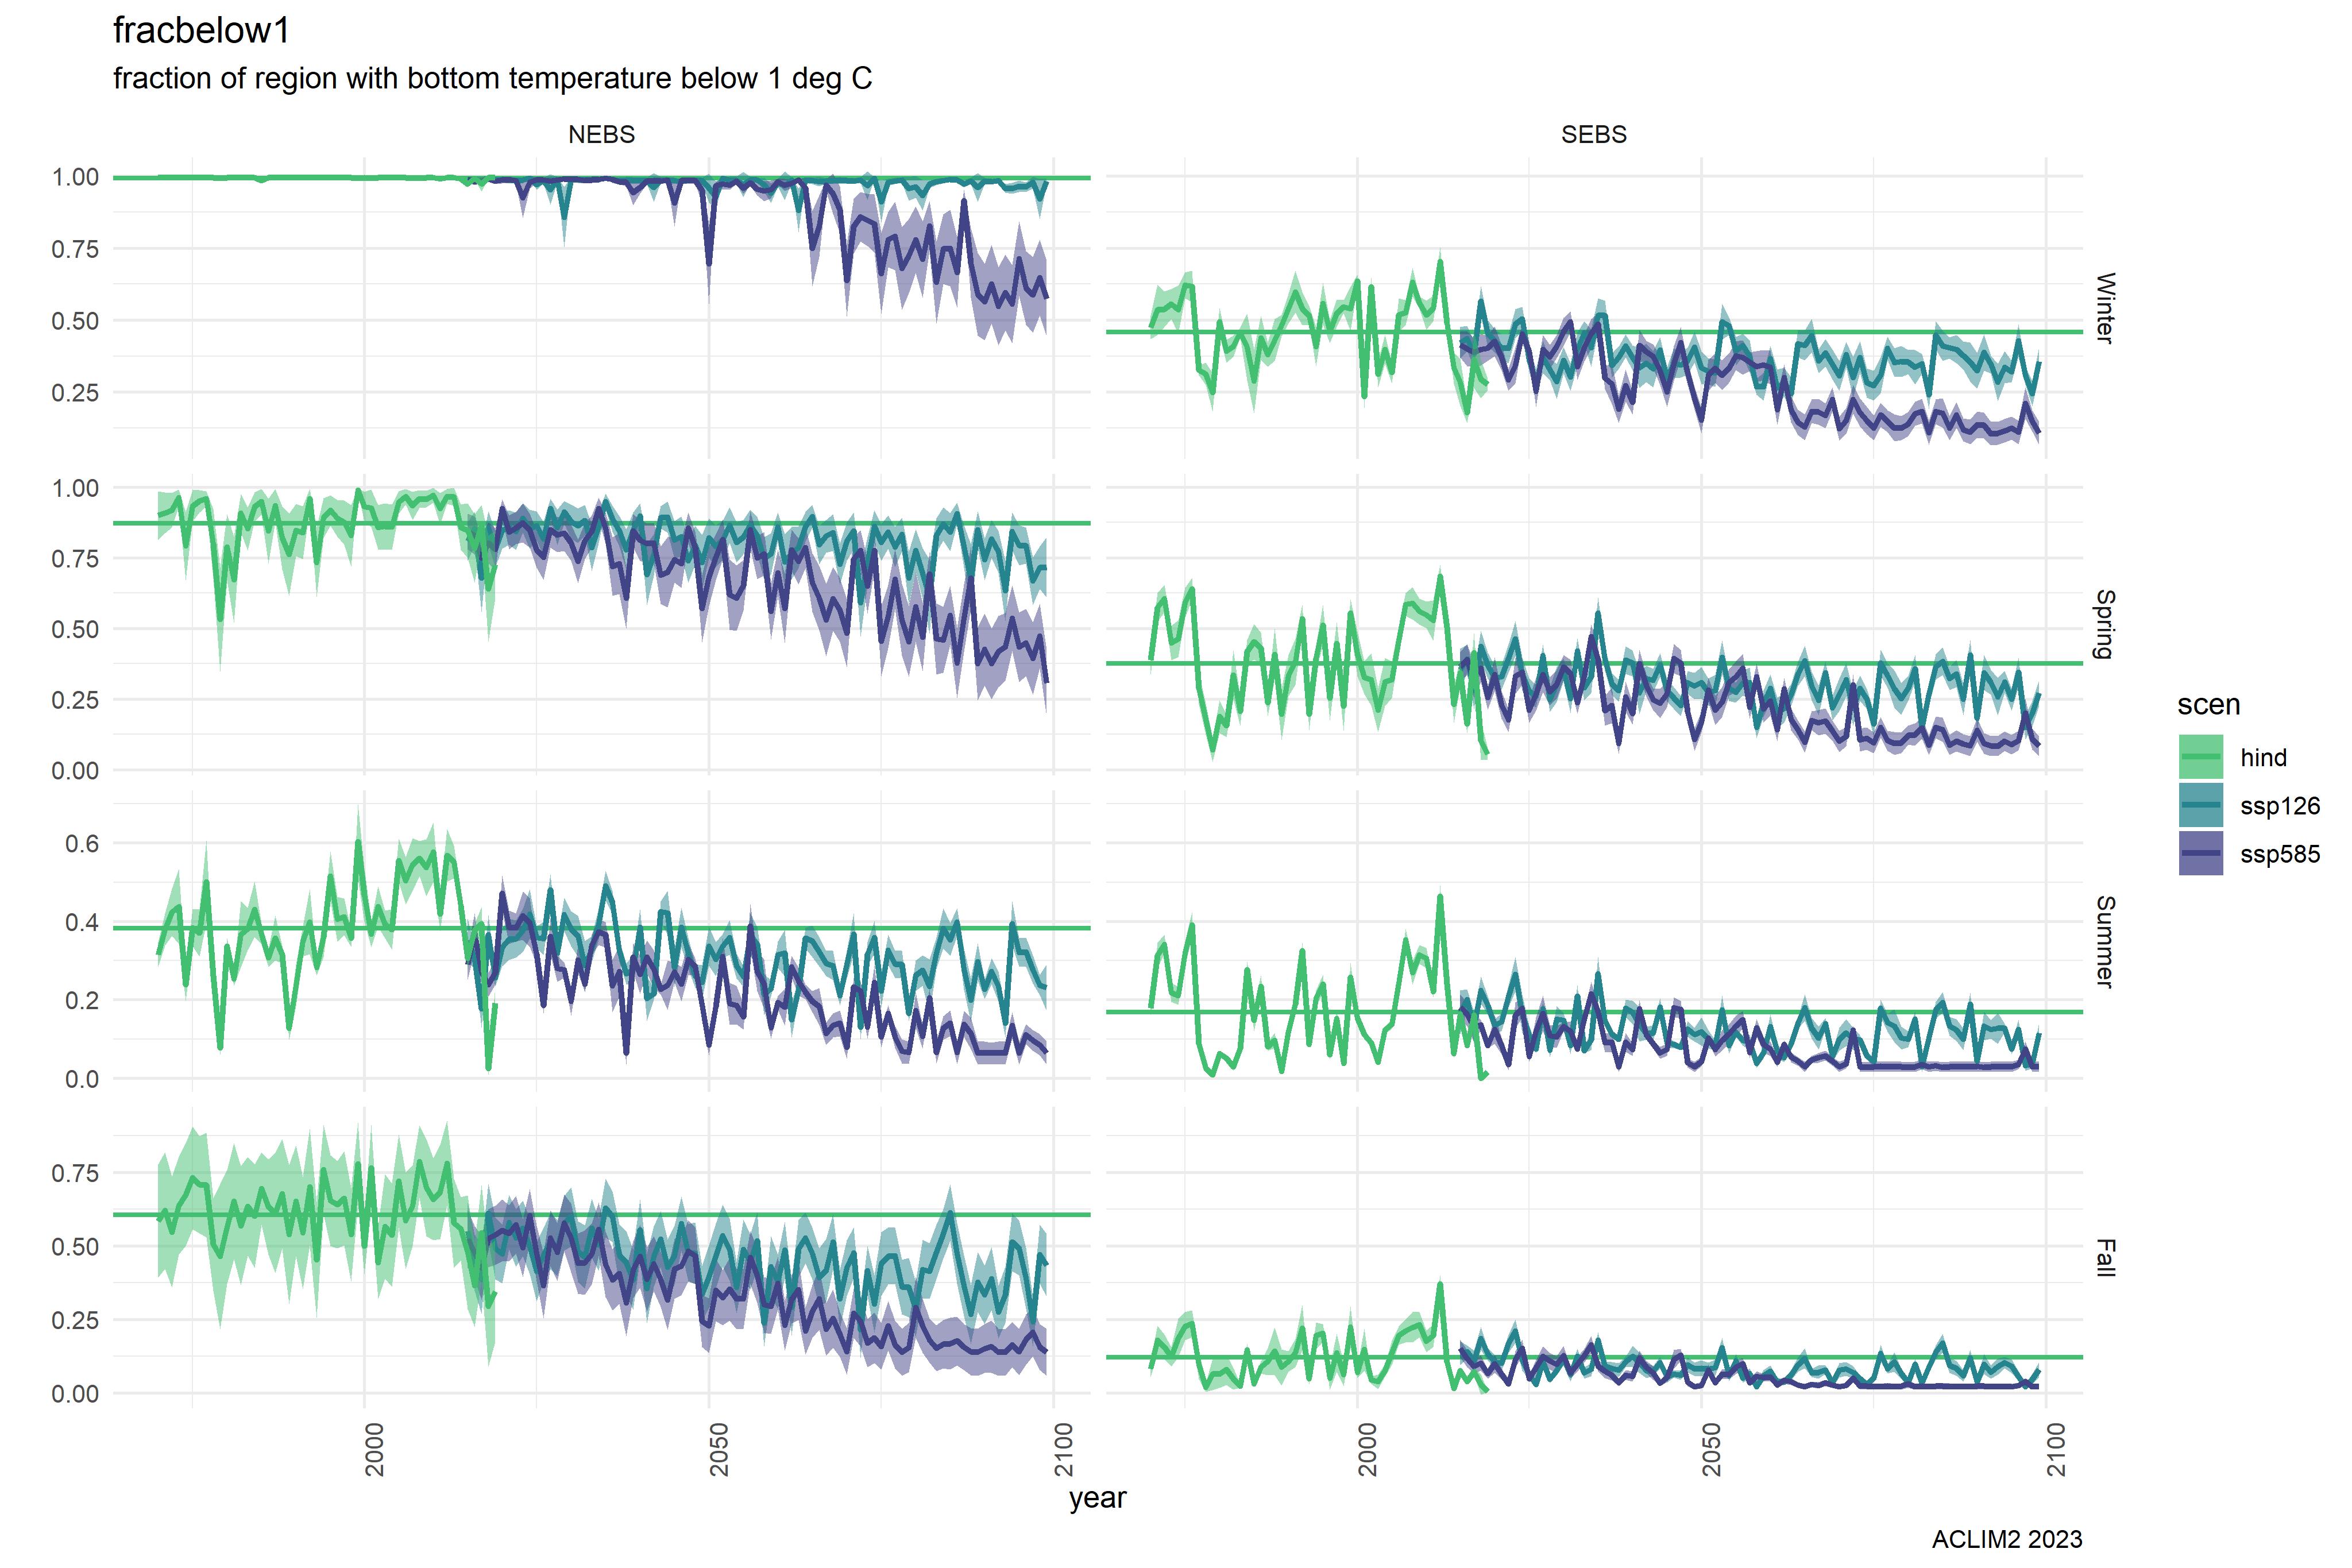 fracbelow1
fraction of region with bottom temperature below 1 deg C
NEBS
SEBS
1.00
0.75
0.50
0.25
Winter
1.00
0.75
0.50
0.25
0.00
Spring
0.6
0.4
0.2
0.0
Summer
0.75
0.50
0.25
0.00
Fall
2000
2050
2100
2000
2050
2100
year
scen
hind
ssp126
ssp585
ACLIM2 2023